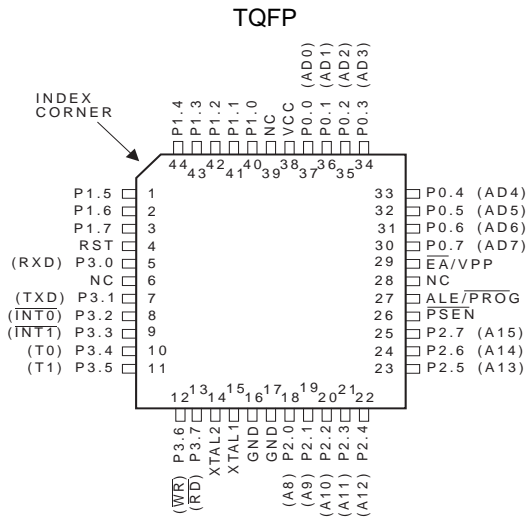 TQFP
INDEX
CORNER
P1.4
P1.3
P1.2
P1.1
P1.0
NC
VCC
P0.0 (AD0)
P0.1 (AD1)
P0.2 (AD2)
P0.3 (AD3)
44
43
42
41
40
39
38
37
36
35
34
P1.5 1
P1.6 2
P1.7 3
RST 4
(RXD) P3.0 5
NC 6
(TXD) P3.1 7
(INT0) P3.2 8
(INT1) P3.3 9
(T0) P3.4 10
(T1) P3.5 11
33 P0.4 (AD4)
32 P0.5 (AD5)
31 P0.6 (AD6)
30 P0.7 (AD7)
29 EA/VPP
28 NC
27 ALE/PROG
26 PSEN
25 P2.7 (A15)
24 P2.6 (A14)
23 P2.5 (A13)
12
13
14
15
16
17
18
19
20
21
22
(WR) P3.6
(RD) P3.7
XTAL2
XTAL1
GND
GND
(A8) P2.0
(A9) P2.1
(A10) P2.2
(A11) P2.3
(A12) P2.4